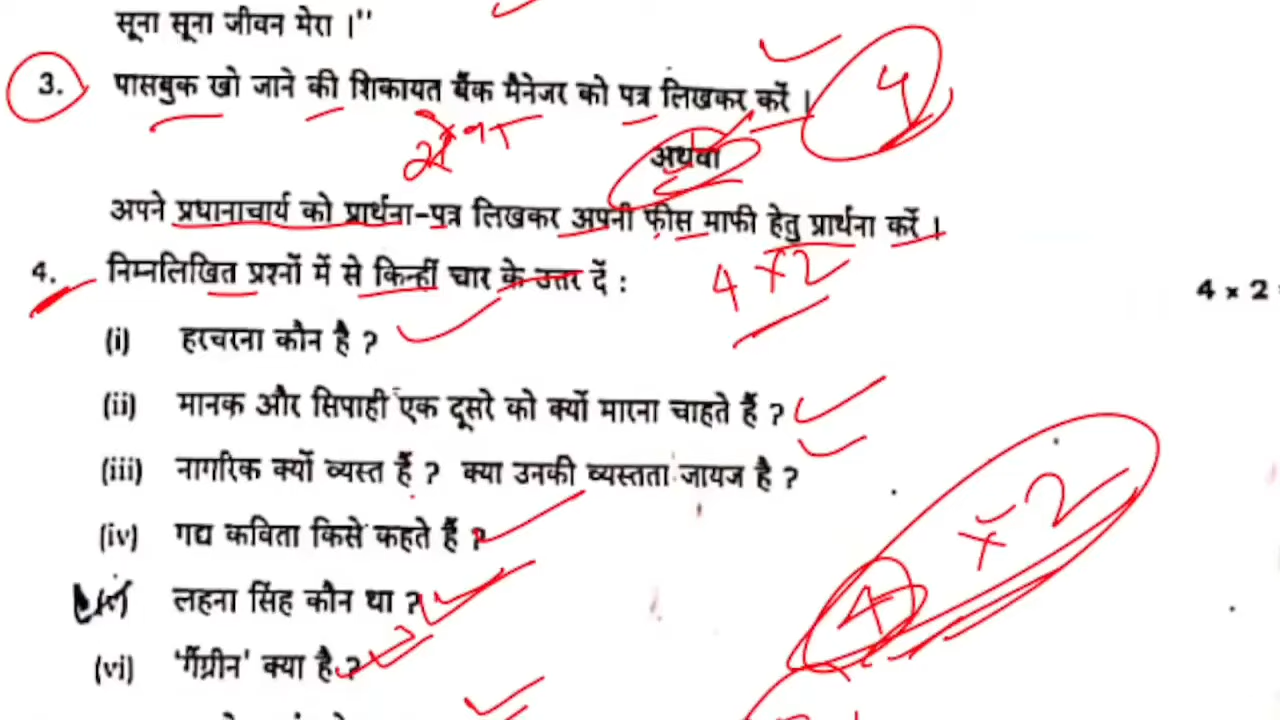 सूना सूना जीवन मेरा ।"
3. पासबुक खो जाने की शिकायत बैंक मैनेजर को पत्र लिखकर करें । 4
अथवा
अपने प्रधानाचार्य को प्रार्थना-पत्र लिखकर अपनी फीस माफी हेतु प्रार्थना करें ।
4. निम्नलिखित प्रश्नों में से किन्हीं चार के उत्तर दें : 4 × 2 4 × 2
(i) हरचरना कौन है ?
(ii) मानक और सिपाही एक दूसरे को क्यों मारना चाहते हैं ?
(iii) नागरिक क्यों व्यस्त हैं ? क्या उनकी व्यस्तता जायज है ?
(iv) गद्य कविता किसे कहते हैं ? 4 × 2
(v) लहना सिंह कौन था ?
(vi) 'गैंग्रीन' क्या है ?